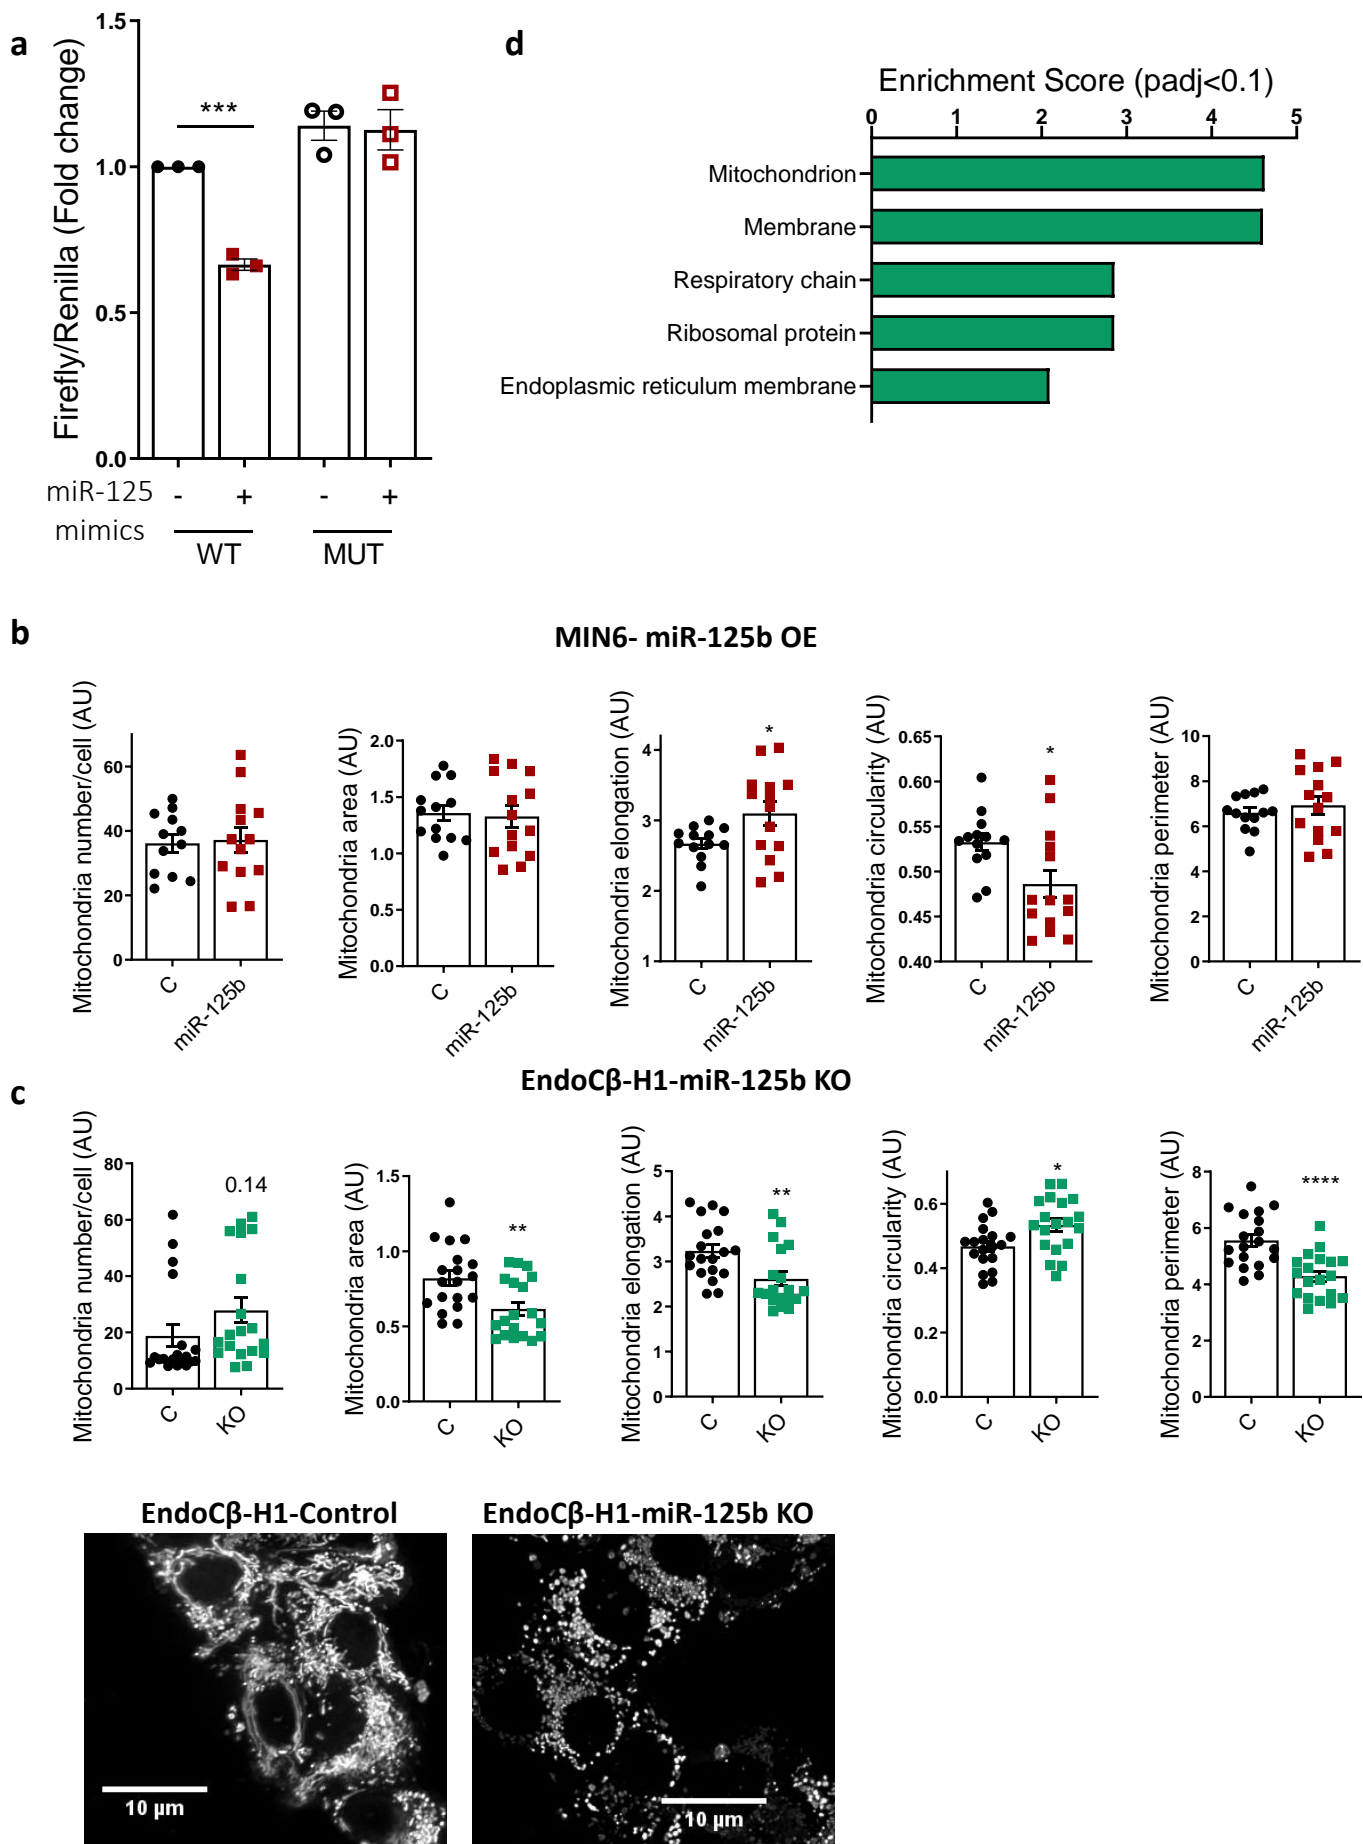 a
Firefly/Renilla (Fold change)
1.5
1.0
0.5
0.0
***
miR-125 - + - +
mimics
WT MUT
d
Enrichment Score (padj<0.1)
0 1 2 3 4 5
Mitochondrion
Membrane
Respiratory chain
Ribosomal protein
Endoplasmic reticulum membrane
b
MIN6- miR-125b OE
Mitochondria number/cell (AU)
60
40
20
0
C miR-125b
Mitochondria area (AU)
2.0
1.5
1.0
0.5
0.0
C miR-125b
Mitochondria elongation (AU)
4
3
2
1
*
C miR-125b
Mitochondria circularity (AU)
0.65
0.60
0.55
0.50
0.45
0.40
*
C miR-125b
Mitochondria perimeter (AU)
10
8
6
4
2
0
C miR-125b
c
EndoCβ-H1-miR-125b KO
Mitochondria number/cell (AU)
80
60
40
20
0
0.14
C KO
Mitochondria area (AU)
1.5
1.0
0.5
0.0
**
C KO
Mitochondria elongation (AU)
5
4
3
2
1
0
**
C KO
Mitochondria circularity (AU)
0.6
0.4
0.2
0.0
*
C KO
Mitochondria perimeter (AU)
8
6
4
2
0
****
C KO
EndoCβ-H1-Control
10 µm
EndoCβ-H1-miR-125b KO
10 µm